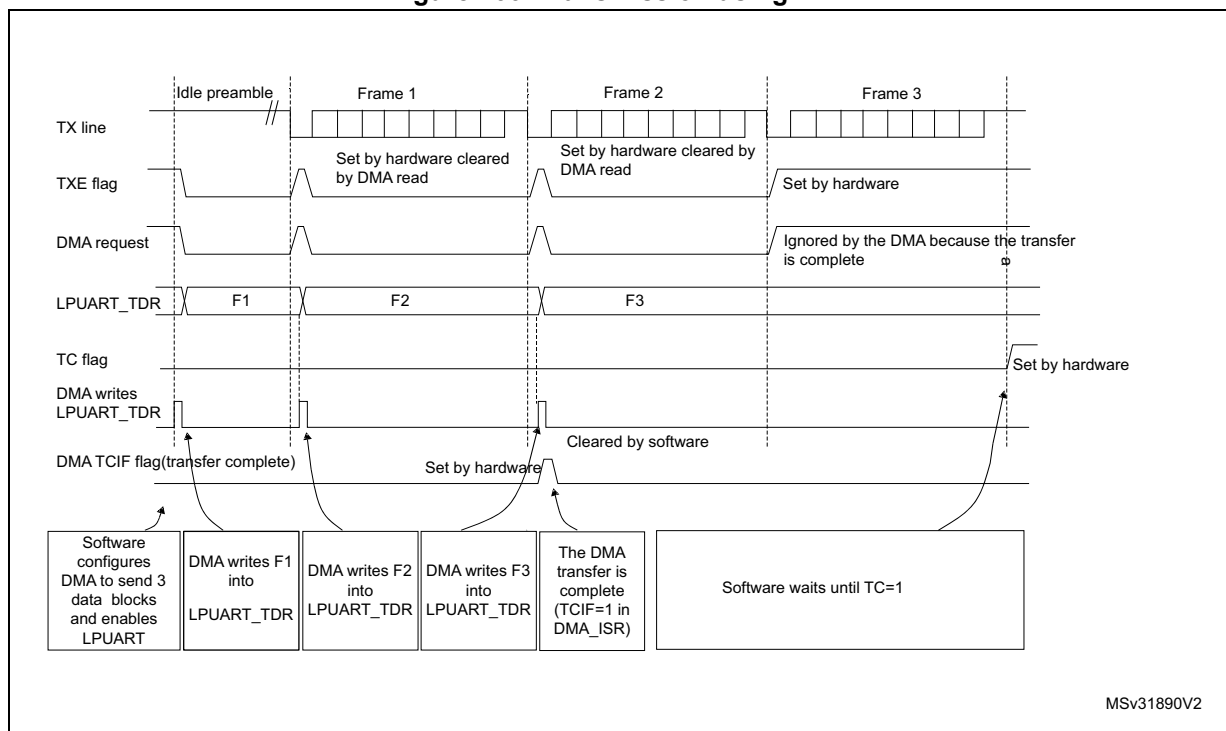 Idle preamble
Frame 1
Frame 2
Frame 3
TX line
Set by hardware cleared
by DMA read
Set by hardware cleared by
DMA read
TXE flag
Set by hardware
DMA request
Ignored by the DMA because the transfer
is complete
LPUART_TDR
F1
F2
F3
TC flag
Set by hardware
DMA writes
LPUART_TDR
Cleared by software
DMA TCIF flag(transfer complete)
Set by hardware
Software
configures
DMA to send 3
data blocks
and enables
LPUART
DMA writes F1
into
LPUART_TDR
DMA writes F2
into
LPUART_TDR
DMA writes F3
into
LPUART_TDR
The DMA
transfer is
complete
(TCIF=1 in
DMA_ISR)
Software waits until TC=1
MSv31890V2